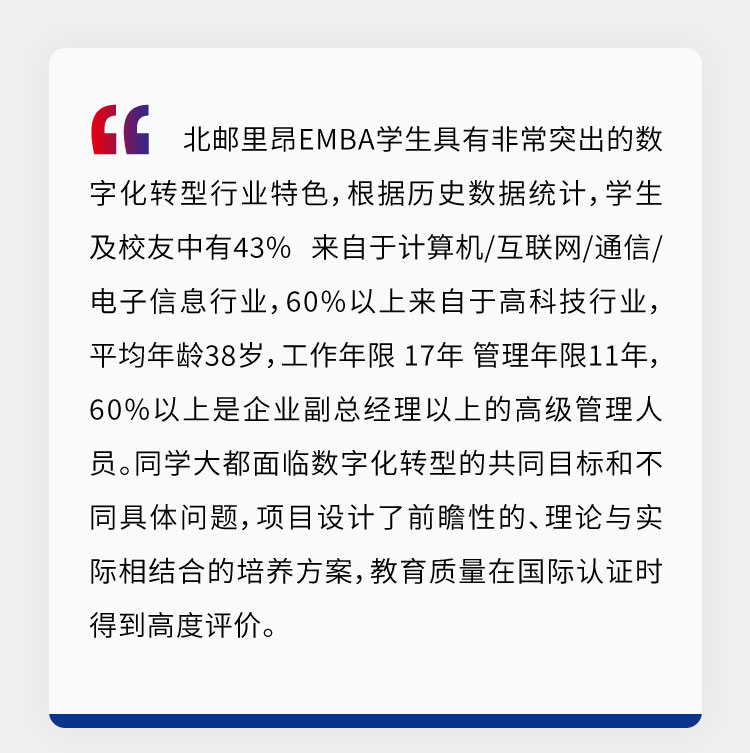 北邮里昂EMBA学生具有非常突出的数
字化转型行业特色，根据历史数据统计，学生
及校友中有43% 来自于计算机/互联网/通信/
电子信息行业，60%以上来自于高科技行业，
平均年龄38岁，工作年限 17年 管理年限11年，
60%以上是企业副总经理以上的高级管理人
员。同学大都面临数字化转型的共同目标和不
同具体问题，项目设计了前瞻性的、理论与实
际相结合的培养方案，教育质量在国际认证时
得到高度评价。